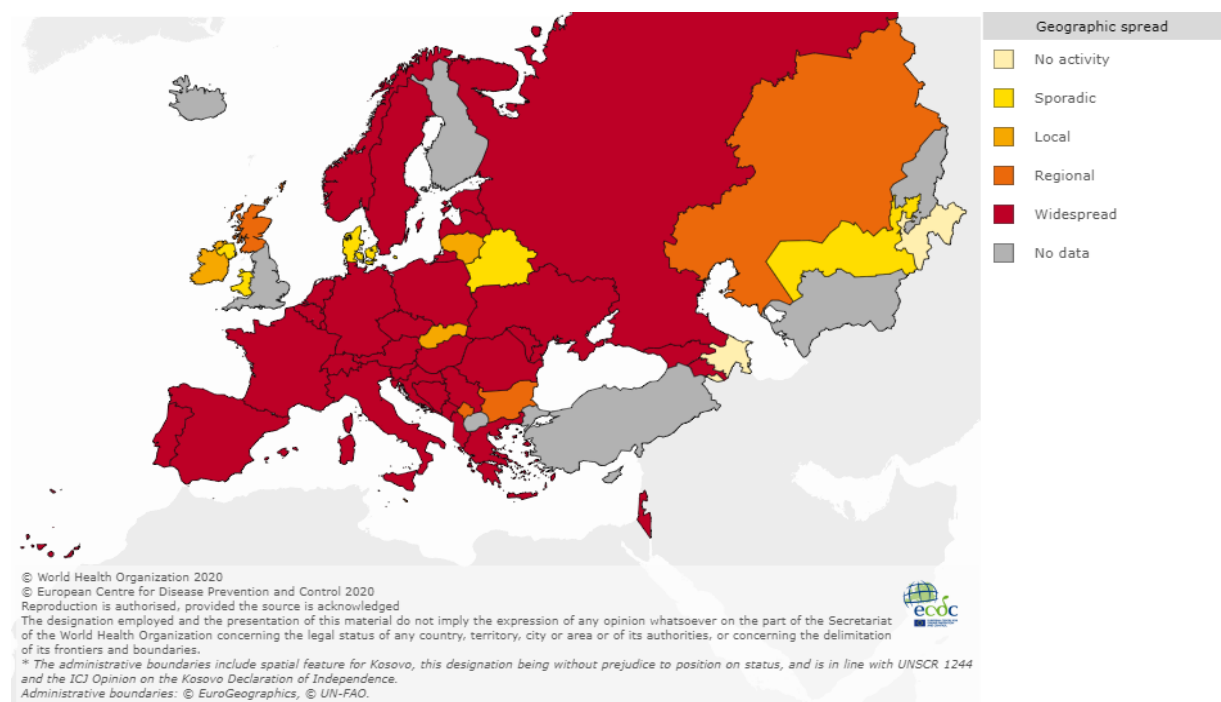 Geographic spread
No activity
Sporadic
Local
Regional
Widespread
No data
© World Health Organization 2020
© European Centre for Disease Prevention and Control 2020
Reproduction is authorised, provided the source is acknowledged
The designation employed and the presentation of this material do not imply the expression of any opinion whatsoever on the part of the Secretariat
of the World Health Organization concerning the legal status of any country, territory, city or area or of its authorities, or concerning the delimitation
of its frontiers and boundaries.
* The administrative boundaries include spatial feature for Kosovo, this designation being without prejudice to position on status, and is in line with UNSCR 1244
and the ICJ Opinion on the Kosovo Declaration of Independence.
Administrative boundaries: © EuroGeographics, © UN-FAO.
ecdc